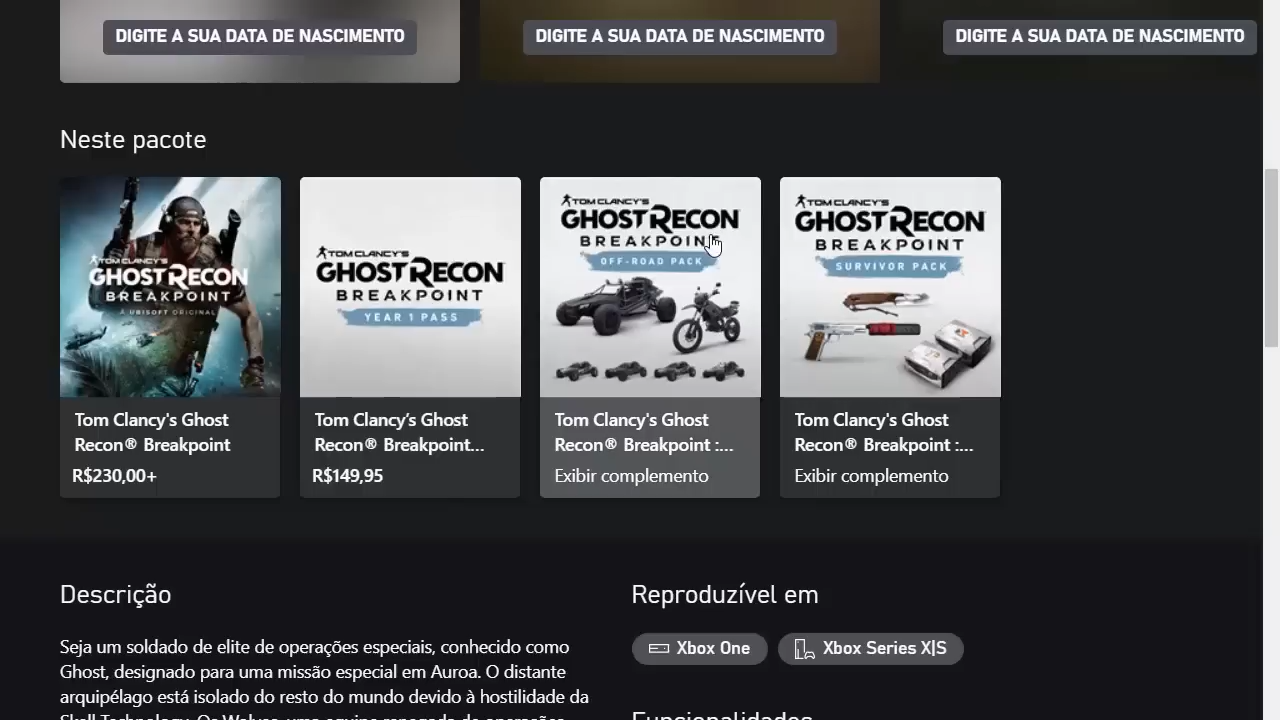 DIGITE A SUA DATA DE NASCIMENTO
DIGITE A SUA DATA DE NASCIMENTO
DIGITE A SUA DATA DE NASCIMENTO
Neste pacote
TOM CLANCY'S
GHOST RECON
BREAKPOINT
A UBISOFT ORIGINAL
TOM CLANCY'S
GHOST RECON
BREAKPOINT
YEAR 1 PASS
TOM CLANCY'S
GHOST RECON
BREAKPOINT
OFF-ROAD PACK
TOM CLANCY'S
GHOST RECON
BREAKPOINT
SURVIVOR PACK
Tom Clancy's Ghost
Recon® Breakpoint
R$230,00+
Tom Clancy's Ghost
Recon® Breakpoint...
R$149,95
Tom Clancy's Ghost
Recon® Breakpoint :...
Exibir complemento
Tom Clancy's Ghost
Recon® Breakpoint :...
Exibir complemento
Descrição
Seja um soldado de elite de operações especiais, conhecido como
Ghost, designado para uma missão especial em Auroa. O distante
arquipélago está isolado do resto do mundo devido à hostilidade da
Reproduzível em
Xbox One
Xbox Series X|S
Funcionalidades